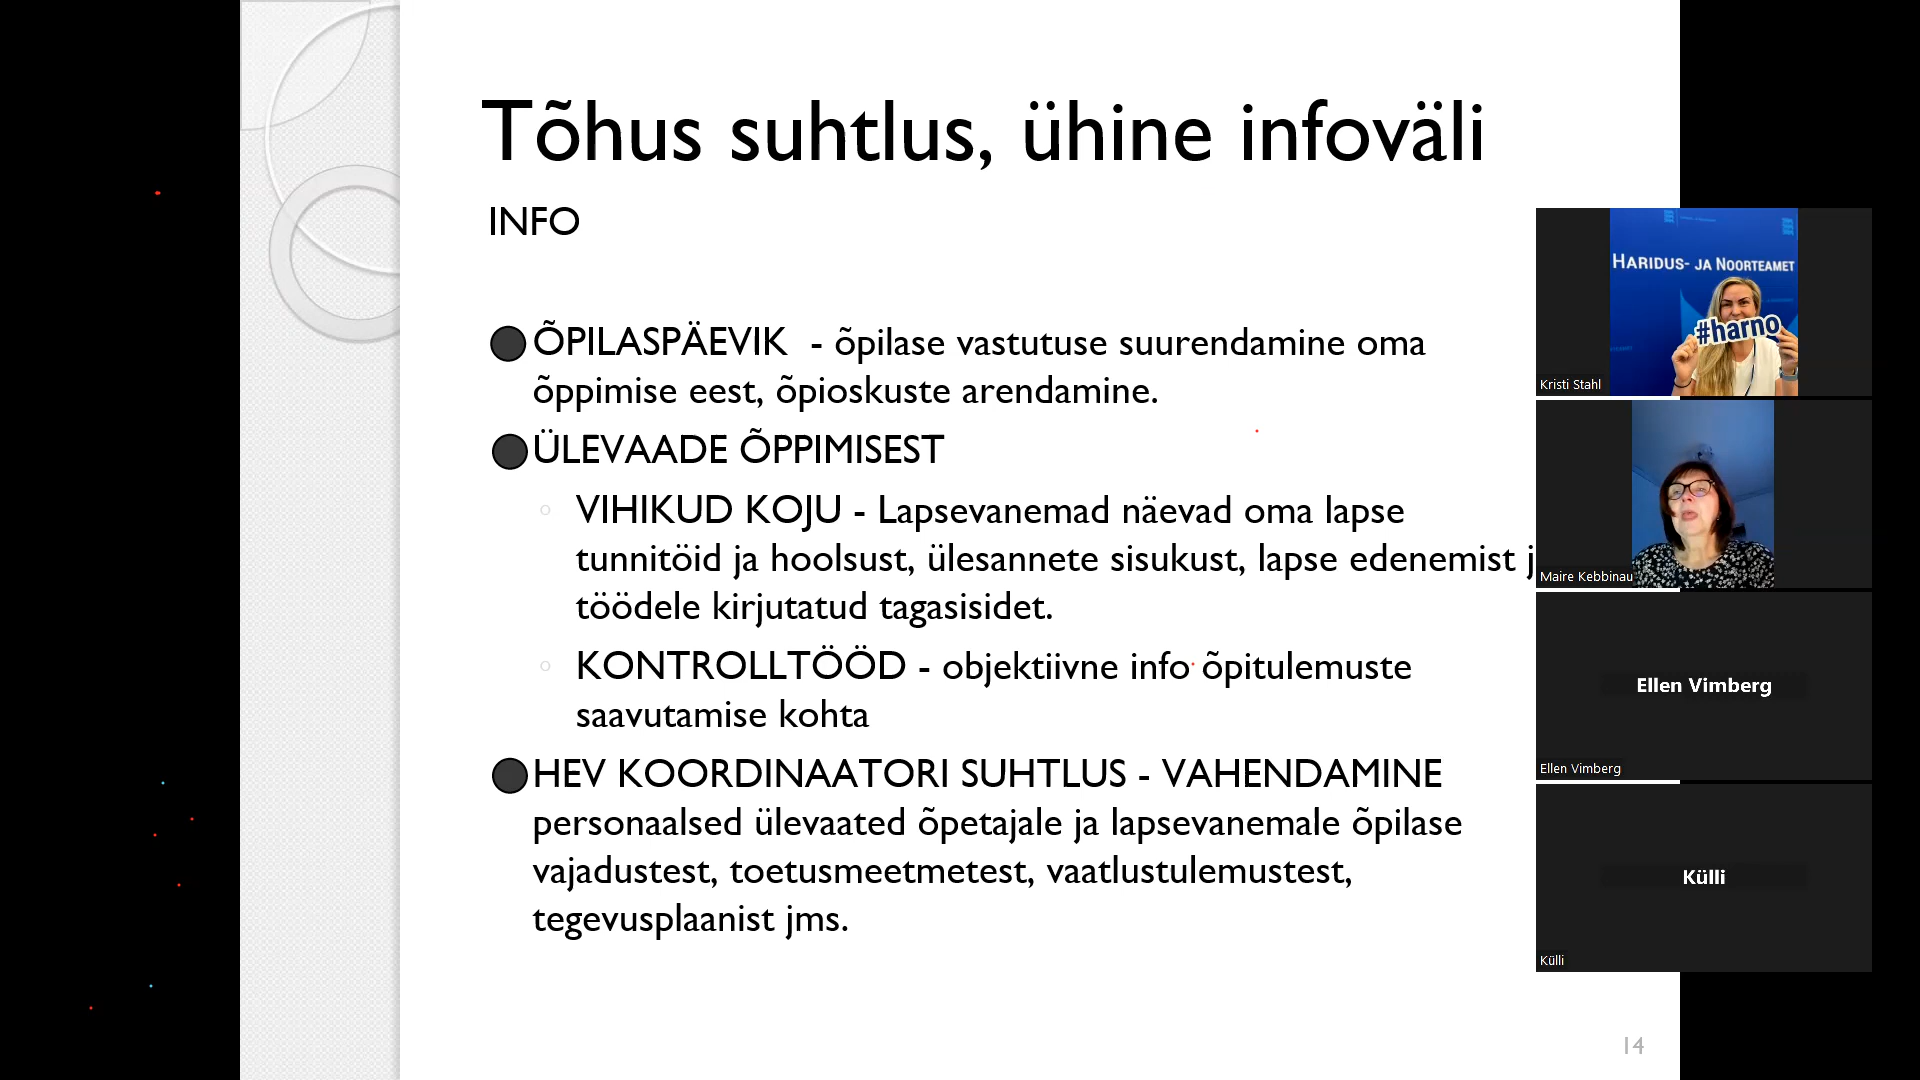 Tõhus suhtlus, ühine infoväli
INFO
ÕPILASPÄEVIK - õpilase vastutuse suurendamine oma
õppimise eest, õpioskuste arendamine.
ÜLEVAADE ÕPPIMISEST
VIHIKUD KOJU - Lapsevanemad näevad oma lapse
tunnitöid ja hoolsust, ülesannete sisukust, lapse edenemist j
töödele kirjutatud tagasisidet.
KONTROLLTÖÖD - objektiivne info õpitulemuste
saavutamise kohta
HEV KOORDINAATORI SUHTLUS - VAHENDAMINE
personaalsed ülevaated õpetajale ja lapsevanemale õpilase
vajadustest, toetusmeetmetest, vaatlustulemustest,
tegevusplaanist jms.
14
HARIDUS- JA NOORTEAMET
#harno
Kristi Stahl
Maire Kebbinau
Ellen Vimberg
Ellen Vimberg
Külli
Külli